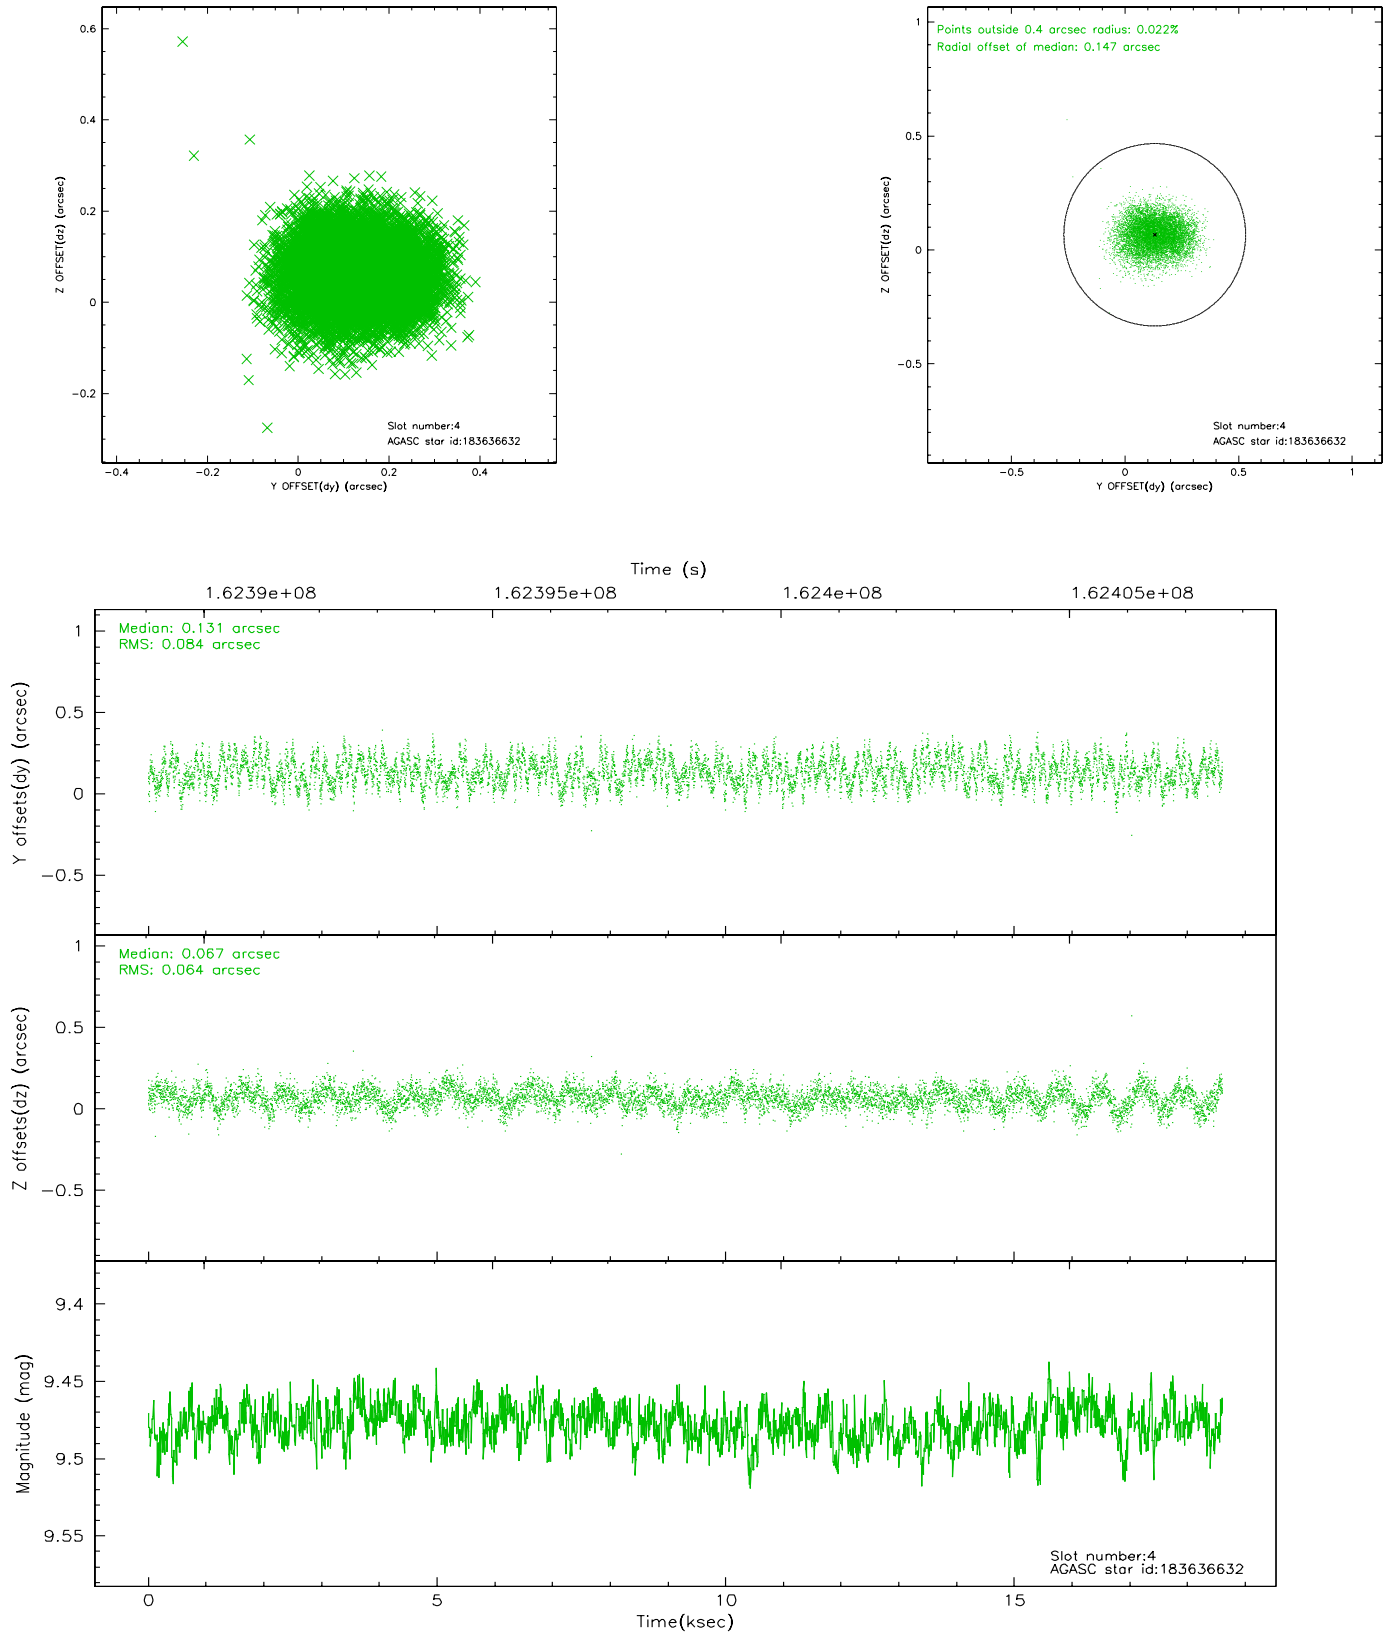 0.6
0.4
0.2
0
−0.2
Z OFFSET(dz) (arcsec)
−0.4 −0.2 0 0.2 0.4
Y OFFSET(dy) (arcsec)
Slot number:4
AGASC star id:183636632
Points outside 0.4 arcsec radius: 0.022%
Radial offset of median: 0.147 arcsec
1
0.5
0
−0.5
Z OFFSET(dz) (arcsec)
−0.5 0 0.5 1
Y OFFSET(dy) (arcsec)
Slot number:4
AGASC star id:183636632
Time (s)
1.6239e+08 1.62395e+08 1.624e+08 1.62405e+08
Median: 0.131 arcsec
RMS: 0.084 arcsec
1
0.5
0
−0.5
Y offsets(dy) (arcsec)
Median: 0.067 arcsec
RMS: 0.064 arcsec
1
0.5
0
−0.5
Z offsets(dz) (arcsec)
9.4
9.45
9.5
9.55
Magnitude (mag)
Slot number:4
AGASC star id:183636632
0 5 10 15
Time(ksec)